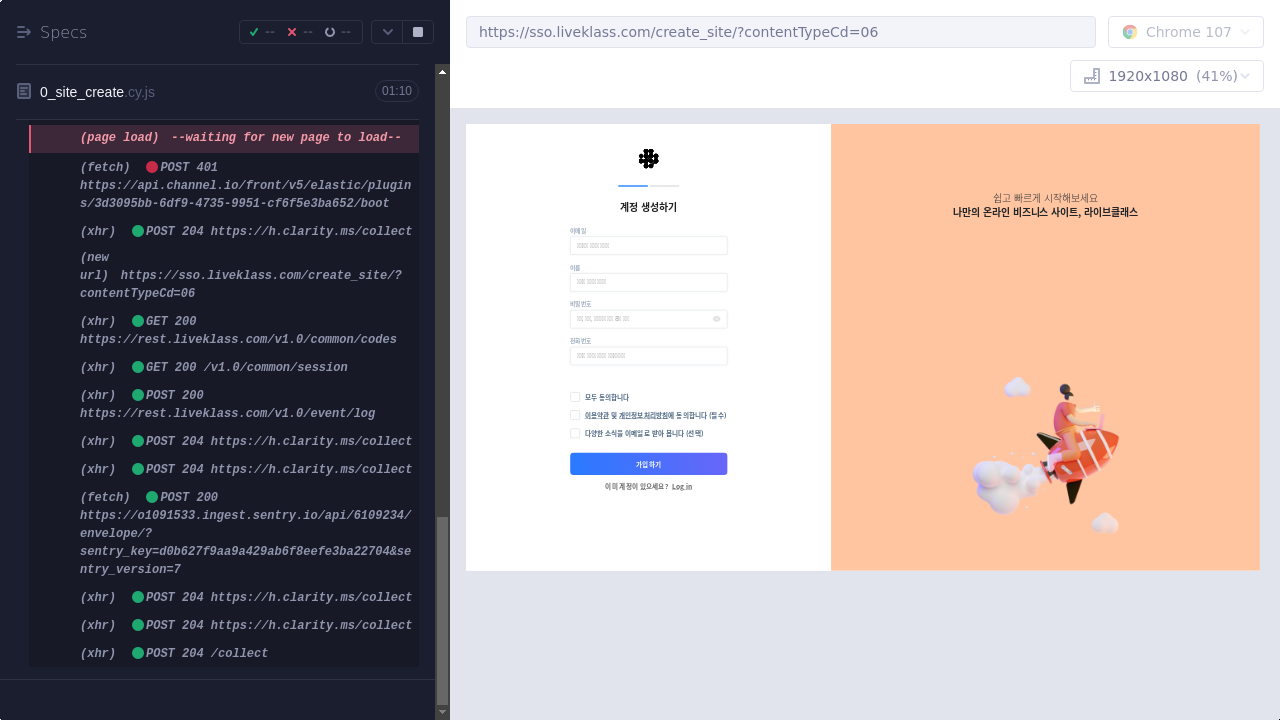 Specs
--
--
--
0_site_create.cy.js
01:10
(page load) --waiting for new page to load--
(fetch) POST 401
https://api.channel.io/front/v5/elastic/plugin
s/3d3095bb-6df9-4735-9951-cf6f5e3ba692/boot
(xhr) POST 204 https://h.clarity.ms/collect
(new
url) https://sso.liveklass.com/create_site/?
contentTypeCd=06
(xhr) GET 200
https://rest.liveklass.com/v1.0/common/codes
(xhr) GET 200 /v1.0/common/session
(xhr) POST 200
https://rest.liveklass.com/v1.0/event/log
(xhr) POST 204 https://h.clarity.ms/collect
(xhr) POST 204 https://h.clarity.ms/collect
(fetch) POST 200
https://o1091533.ingest.sentry.io/api/6109234/
envelope/?
sentry_key=d0b627f9aa9a429ab6f8eefe3ba22704&se
ntry_version=7
(xhr) POST 204 https://h.clarity.ms/collect
(xhr) POST 204 https://h.clarity.ms/collect
(xhr) POST 204 /collect
https://sso.liveklass.com/create_site/?contentTypeCd=06
Chrome 107
1920x1080 (41%)
계정 생성하기
이메일
이름
비밀번호
전화번호
모두 동의합니다
이용약관 및 개인정보처리방침에 동의합니다 (필수)
다양한 소식을 이메일로 받아 봅니다 (선택)
가입하기
이미 계정이 있으세요? Log in
쉽고 빠르게 시작해보세요
나만의 온라인 비즈니스 사이트, 라이브클래스